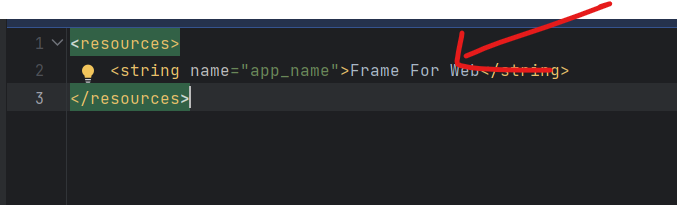 1 <resources>
2 <string name="app_name">Frame For Web</string>
3 </resources>